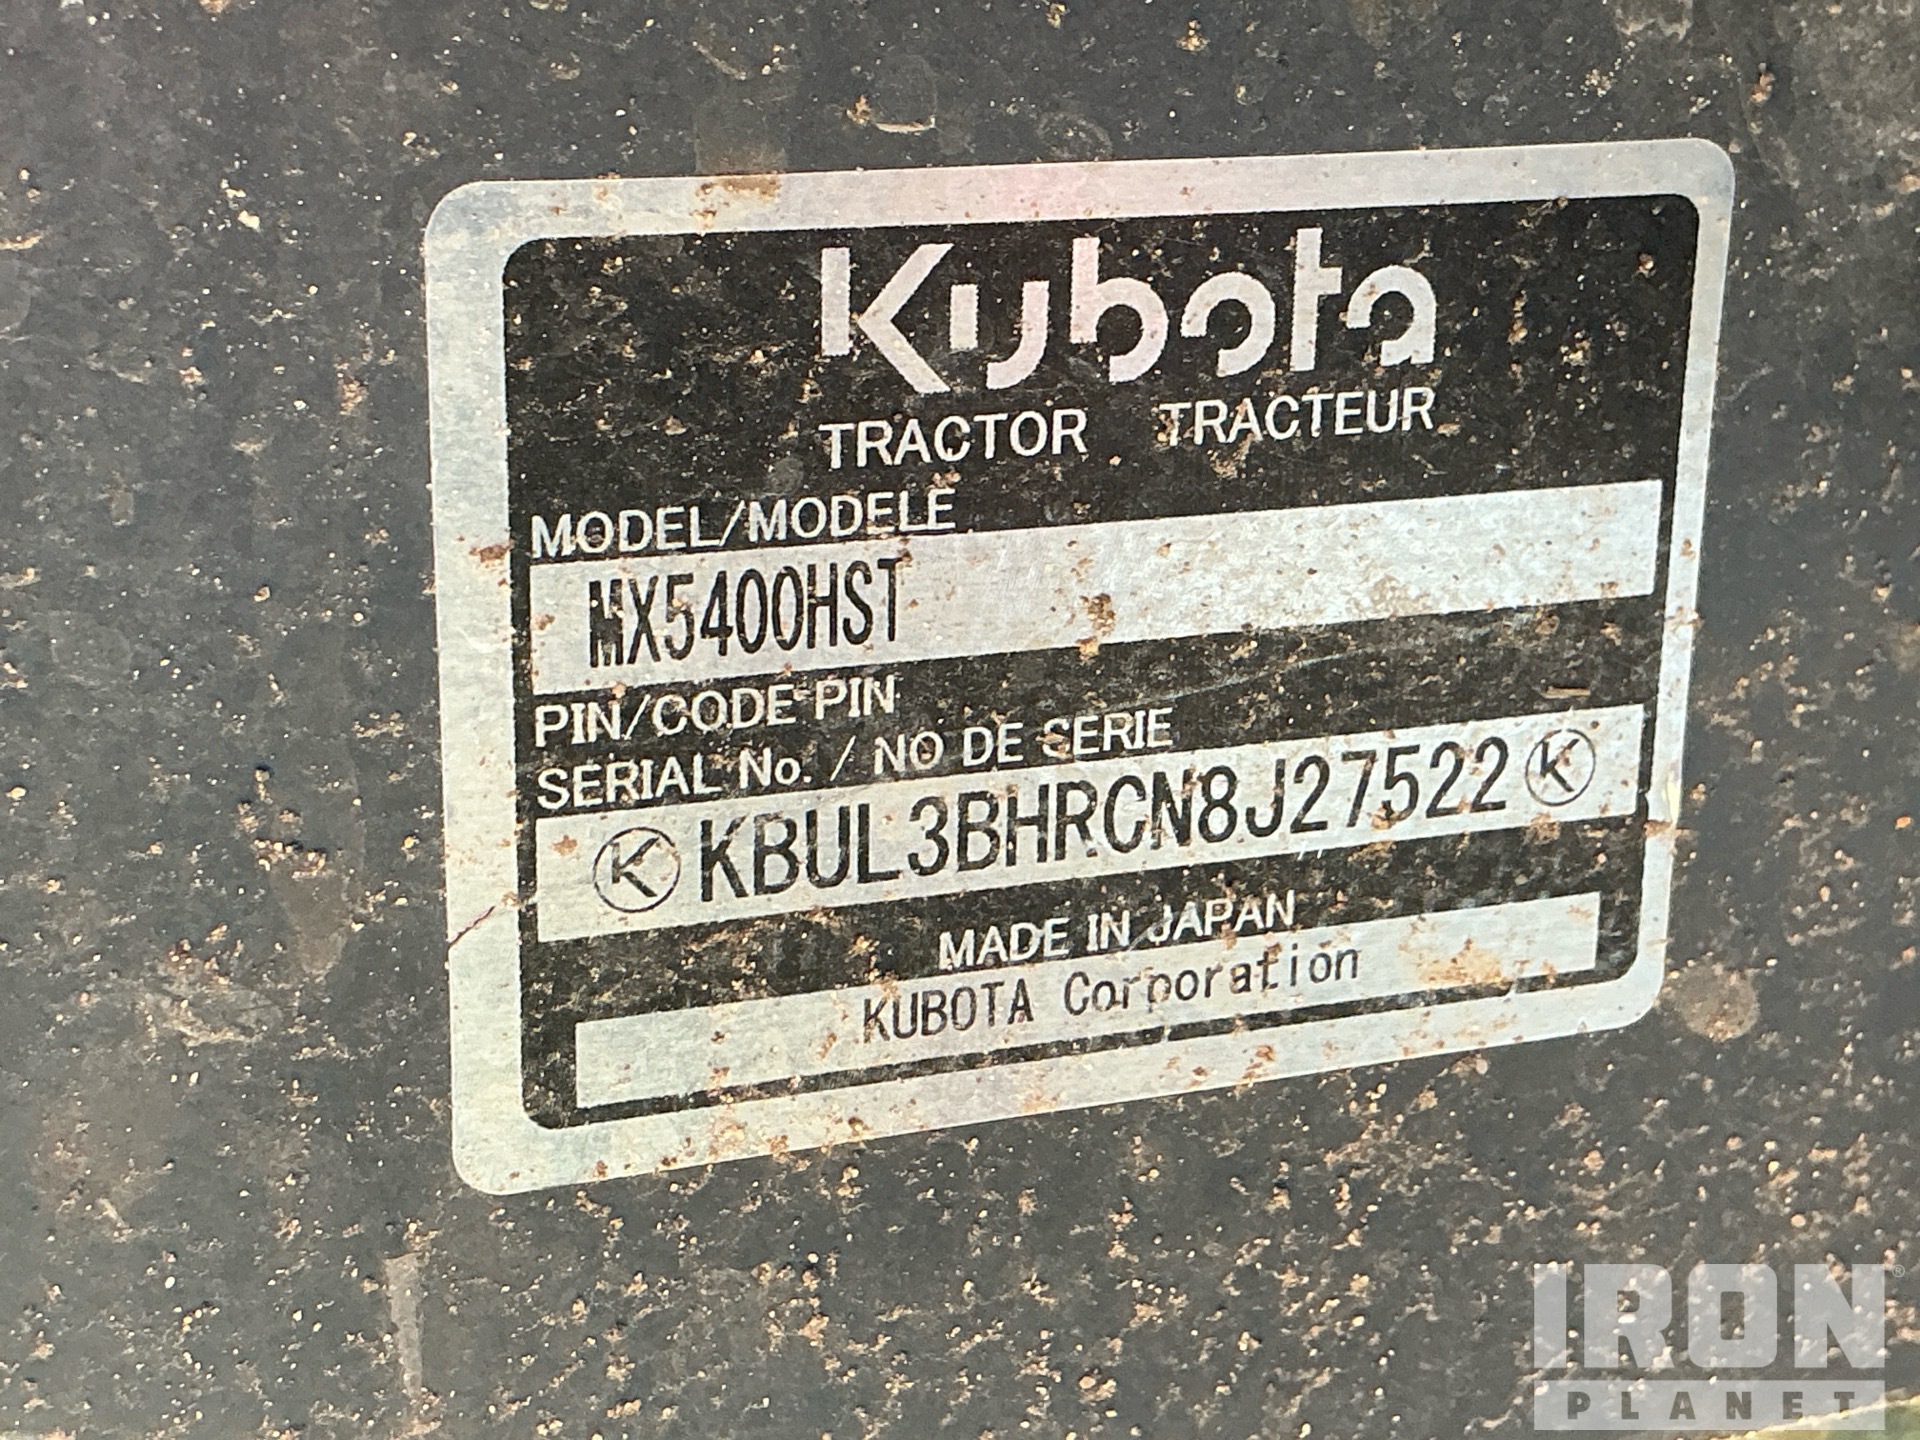 Kubota
TRACTOR TRACTEUR
MODEL/MODELE
MX5400HST
PIN/CODE PIN
SERIAL No. / NO DE SERIE
K KBUL3BHRCN8J27522 K
MADE IN JAPAN
KUBOTA Corporation
IRON®
PLANET